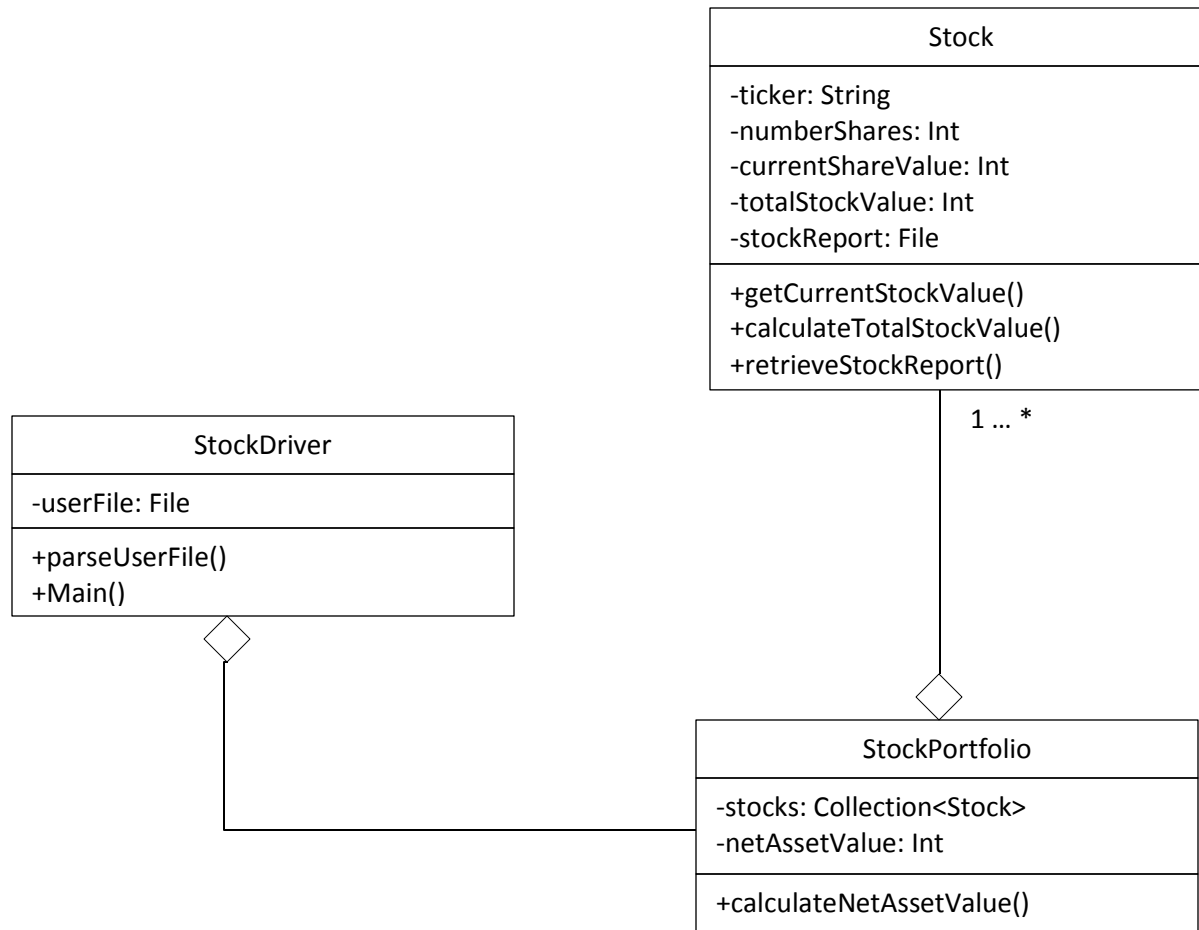 Stock
-ticker: String
-numberShares: Int
-currentShareValue: Int
-totalStockValue: Int
-stockReport: File
+getCurrentStockValue()
+calculateTotalStockValue()
+retrieveStockReport()
1 ... *
StockDriver
-userFile: File
+parseUserFile()
+Main()
StockPortfolio
-stocks: Collection<Stock>
-netAssetValue: Int
+calculateNetAssetValue()